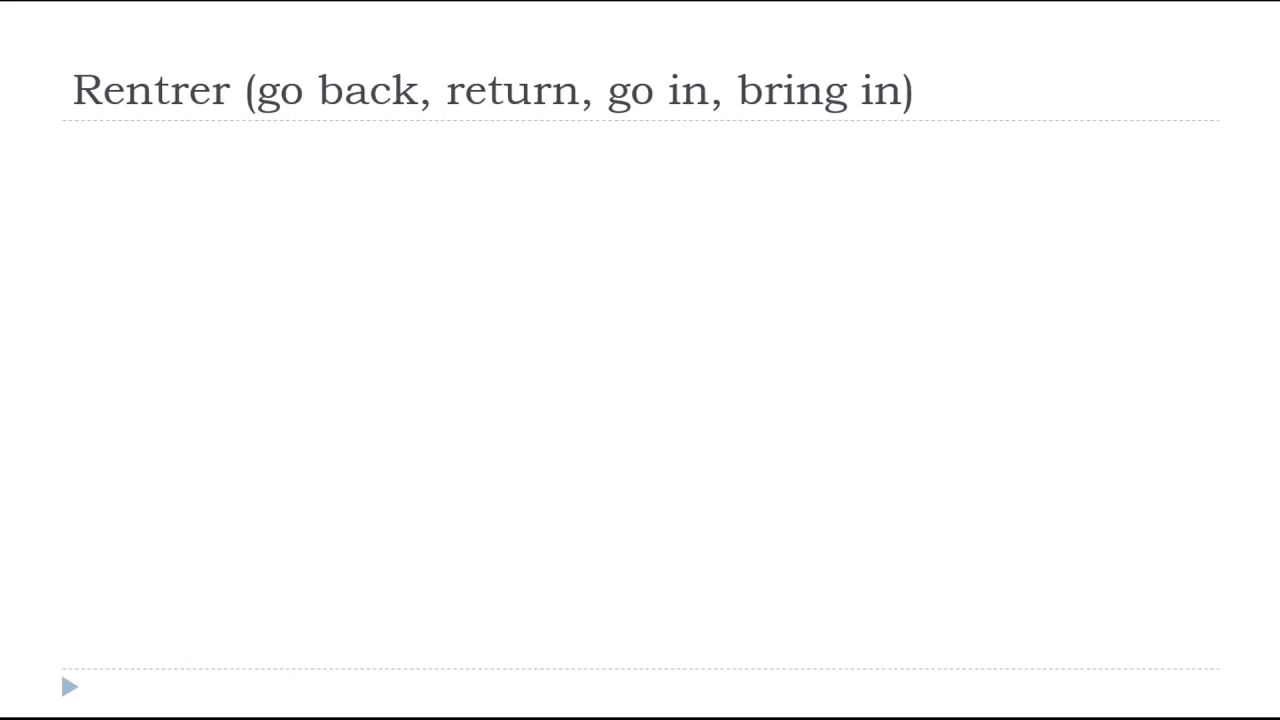 Rentrer (go back, return, go in, bring in)